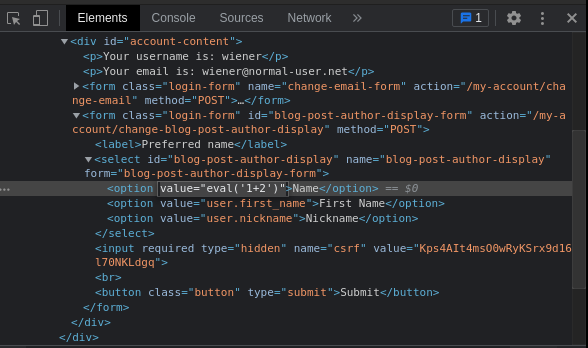 Elements Console Sources Network » 1
<div id="account-content">
<p>Your username is: wiener</p>
<p>Your email is: wiener@normal-user.net</p>
<form class="login-form" name="change-email-form" action="/my-account/cha
nge-email" method="POST">…</form>
<form class="login-form" id="blog-post-author-display-form" action="/my-a
ccount/change-blog-post-author-display" method="POST">
<label>Preferred name</label>
<select id="blog-post-author-display" name="blog-post-author-display"
form="blog-post-author-display-form">
<option value="eval('1+2')">Name</option> == $0
<option value="user.first_name">First Name</option>
<option value="user.nickname">Nickname</option>
</select>
<input required type="hidden" name="csrf" value="Kps4AIt4msO0wRyKSrx9d16
l70NKLdgq">
<br>
<button class="button" type="submit">Submit</button>
</form>
</div>
</div>